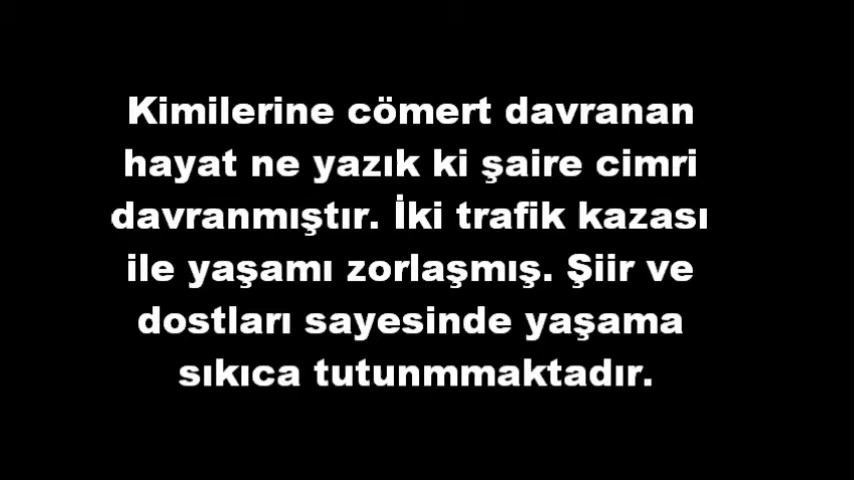 Kimilerine cömert davranan
hayat ne yazık ki şaire cimri
davranmıştır. İki trafik kazası
ile yaşamı zorlaşmış. Şiir ve
dostları sayesinde yaşama
sıkıca tutunmmaktadır.